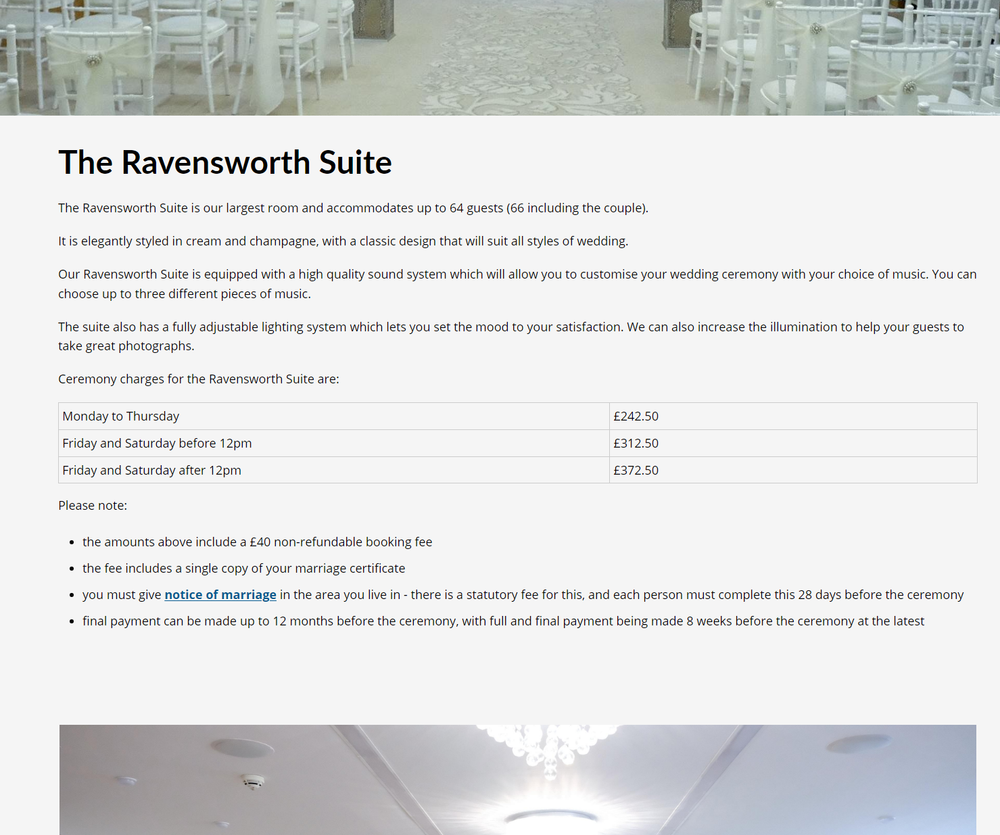 The Ravensworth Suite
The Ravensworth Suite is our largest room and accommodates up to 64 guests (66 including the couple).
It is elegantly styled in cream and champagne, with a classic design that will suit all styles of wedding.
Our Ravensworth Suite is equipped with a high quality sound system which will allow you to customise your wedding ceremony with your choice of music. You can
choose up to three different pieces of music.
The suite also has a fully adjustable lighting system which lets you set the mood to your satisfaction. We can also increase the illumination to help your guests to
take great photographs.
Ceremony charges for the Ravensworth Suite are:
Monday to Thursday £242.50
Friday and Saturday before 12pm £312.50
Friday and Saturday after 12pm £372.50
Please note:
• the amounts above include a £40 non-refundable booking fee
• the fee includes a single copy of your marriage certificate
• you must give notice of marriage in the area you live in - there is a statutory fee for this, and each person must complete this 28 days before the ceremony
• final payment can be made up to 12 months before the ceremony, with full and final payment being made 8 weeks before the ceremony at the latest